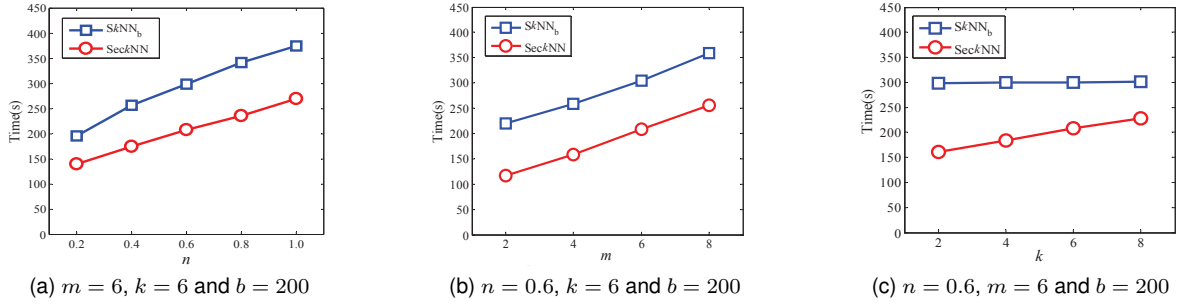 450
400
350
300
250
200
150
100
50
0
Time(s)
SkNN_b
SeckNN
0.2 0.4 0.6 0.8 1.0
n
(a) m = 6, k = 6 and b = 200
450
400
350
300
250
200
150
100
50
0
Time(s)
SkNN_b
SeckNN
2 4 6 8
m
(b) n = 0.6, k = 6 and b = 200
450
400
350
300
250
200
150
100
50
0
Time(s)
SkNN_b
SeckNN
2 4 6 8
k
(c) n = 0.6, m = 6 and b = 200